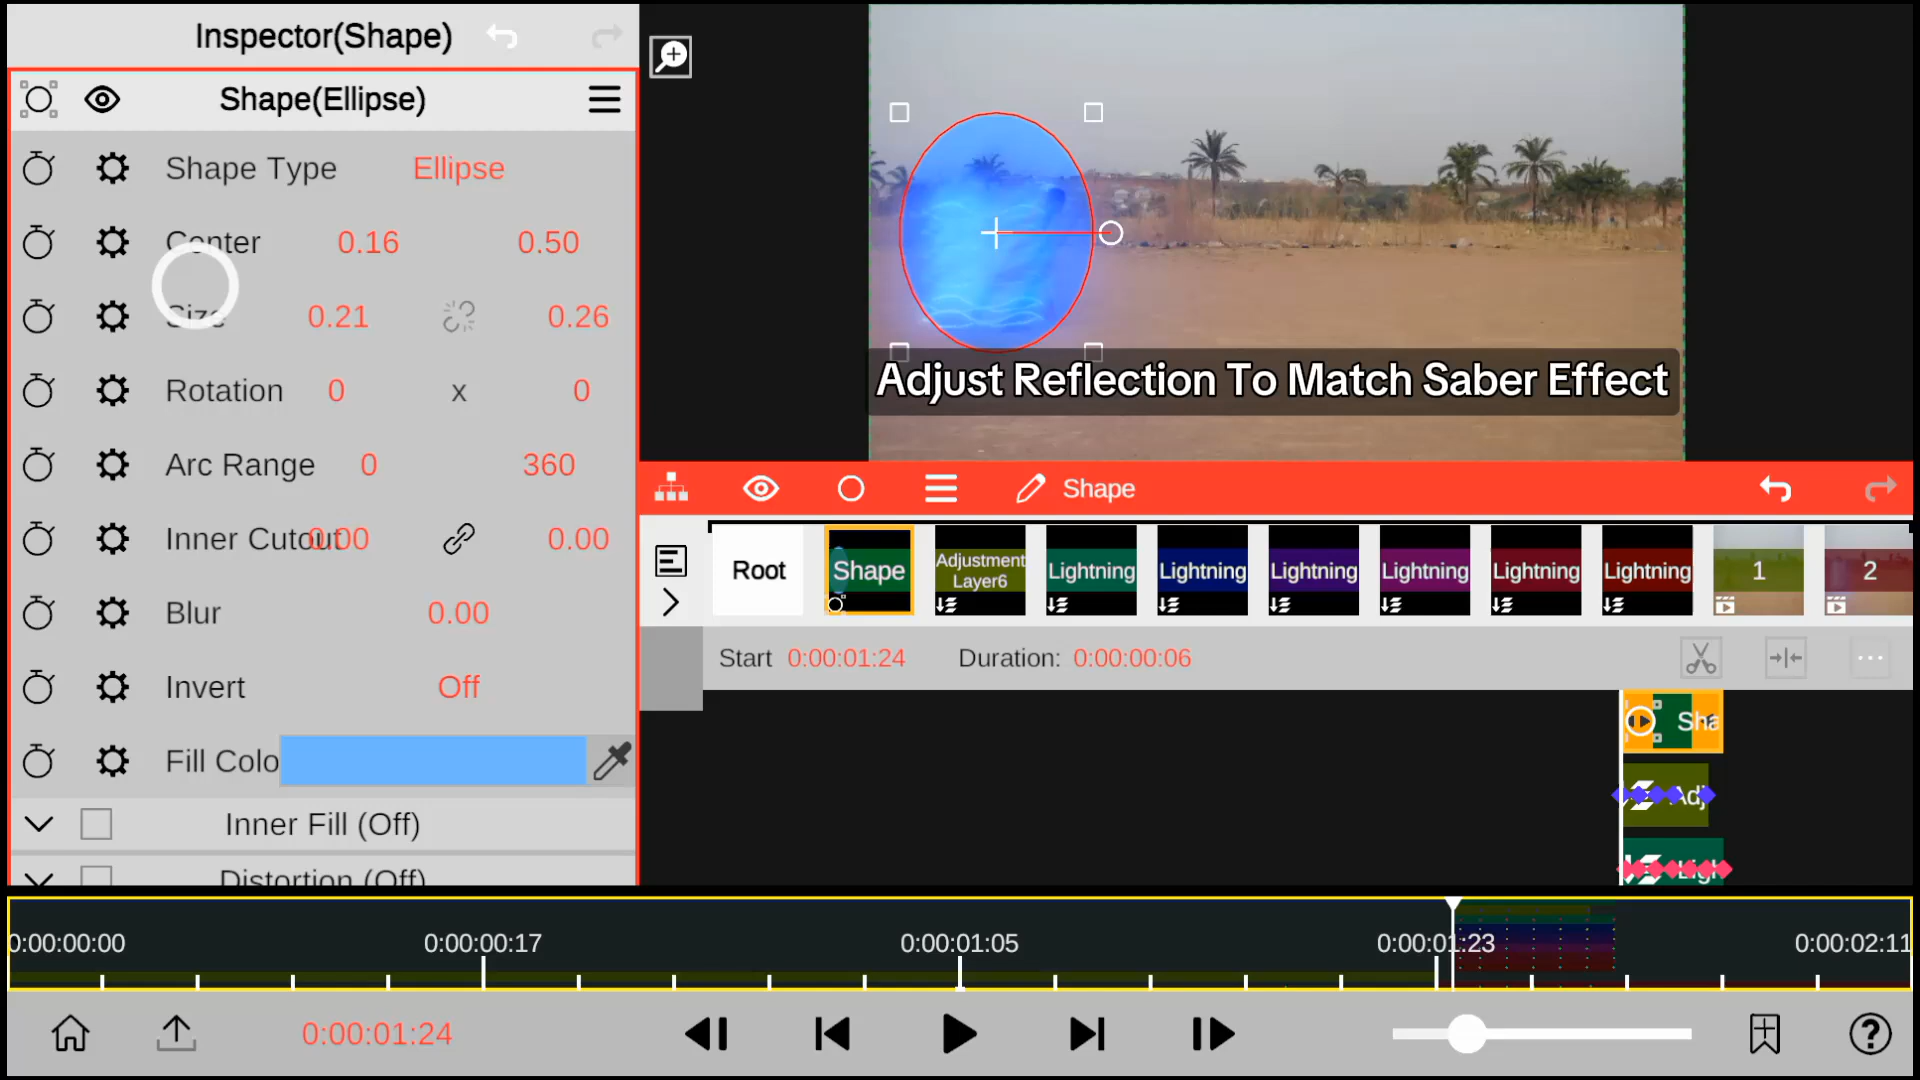 Inspector(Shape)
Shape(Ellipse)
Shape Type Ellipse
Center 0.16 0.50
Size 0.21 0.26
Rotation 0 x 0
Arc Range 0 360
Inner Cutout 0.00 0.00
Blur 0.00
Invert Off
Fill Colo
Inner Fill (Off)
Distortion (Off)
Adjust Reflection To Match Saber Effect
Shape
Root
Shape
Adjustment
Layer6
Lightning
Lightning
Lightning
Lightning
Lightning
Lightning
1
2
Start 0:00:01:24 Duration: 0:00:00:06
Sha
Adj
Ligh
0:00:00:00 0:00:00:17 0:00:01:05 0:00:01:23 0:00:02:11
0:00:01:24